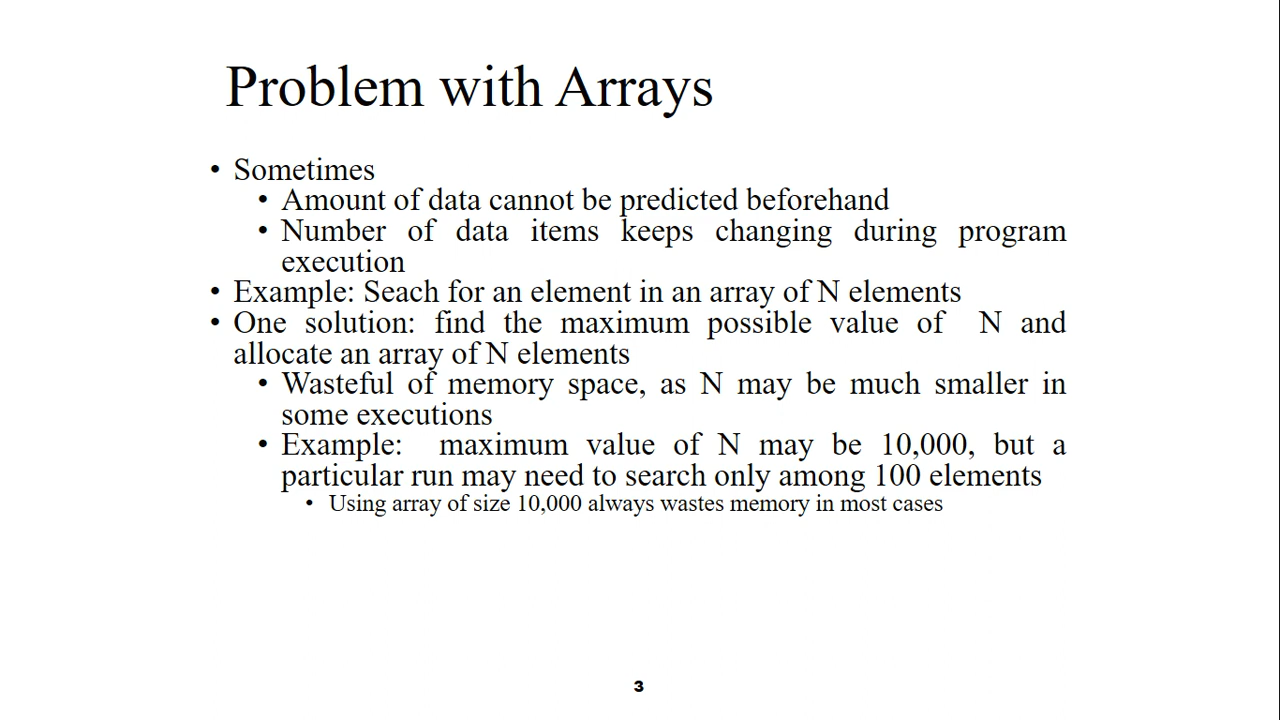 Problem with Arrays
• Sometimes
• Amount of data cannot be predicted beforehand
• Number of data items keeps changing during program
execution
• Example: Seach for an element in an array of N elements
• One solution: find the maximum possible value of N and
allocate an array of N elements
• Wasteful of memory space, as N may be much smaller in
some executions
• Example: maximum value of N may be 10,000, but a
particular run may need to search only among 100 elements
• Using array of size 10,000 always wastes memory in most cases
3